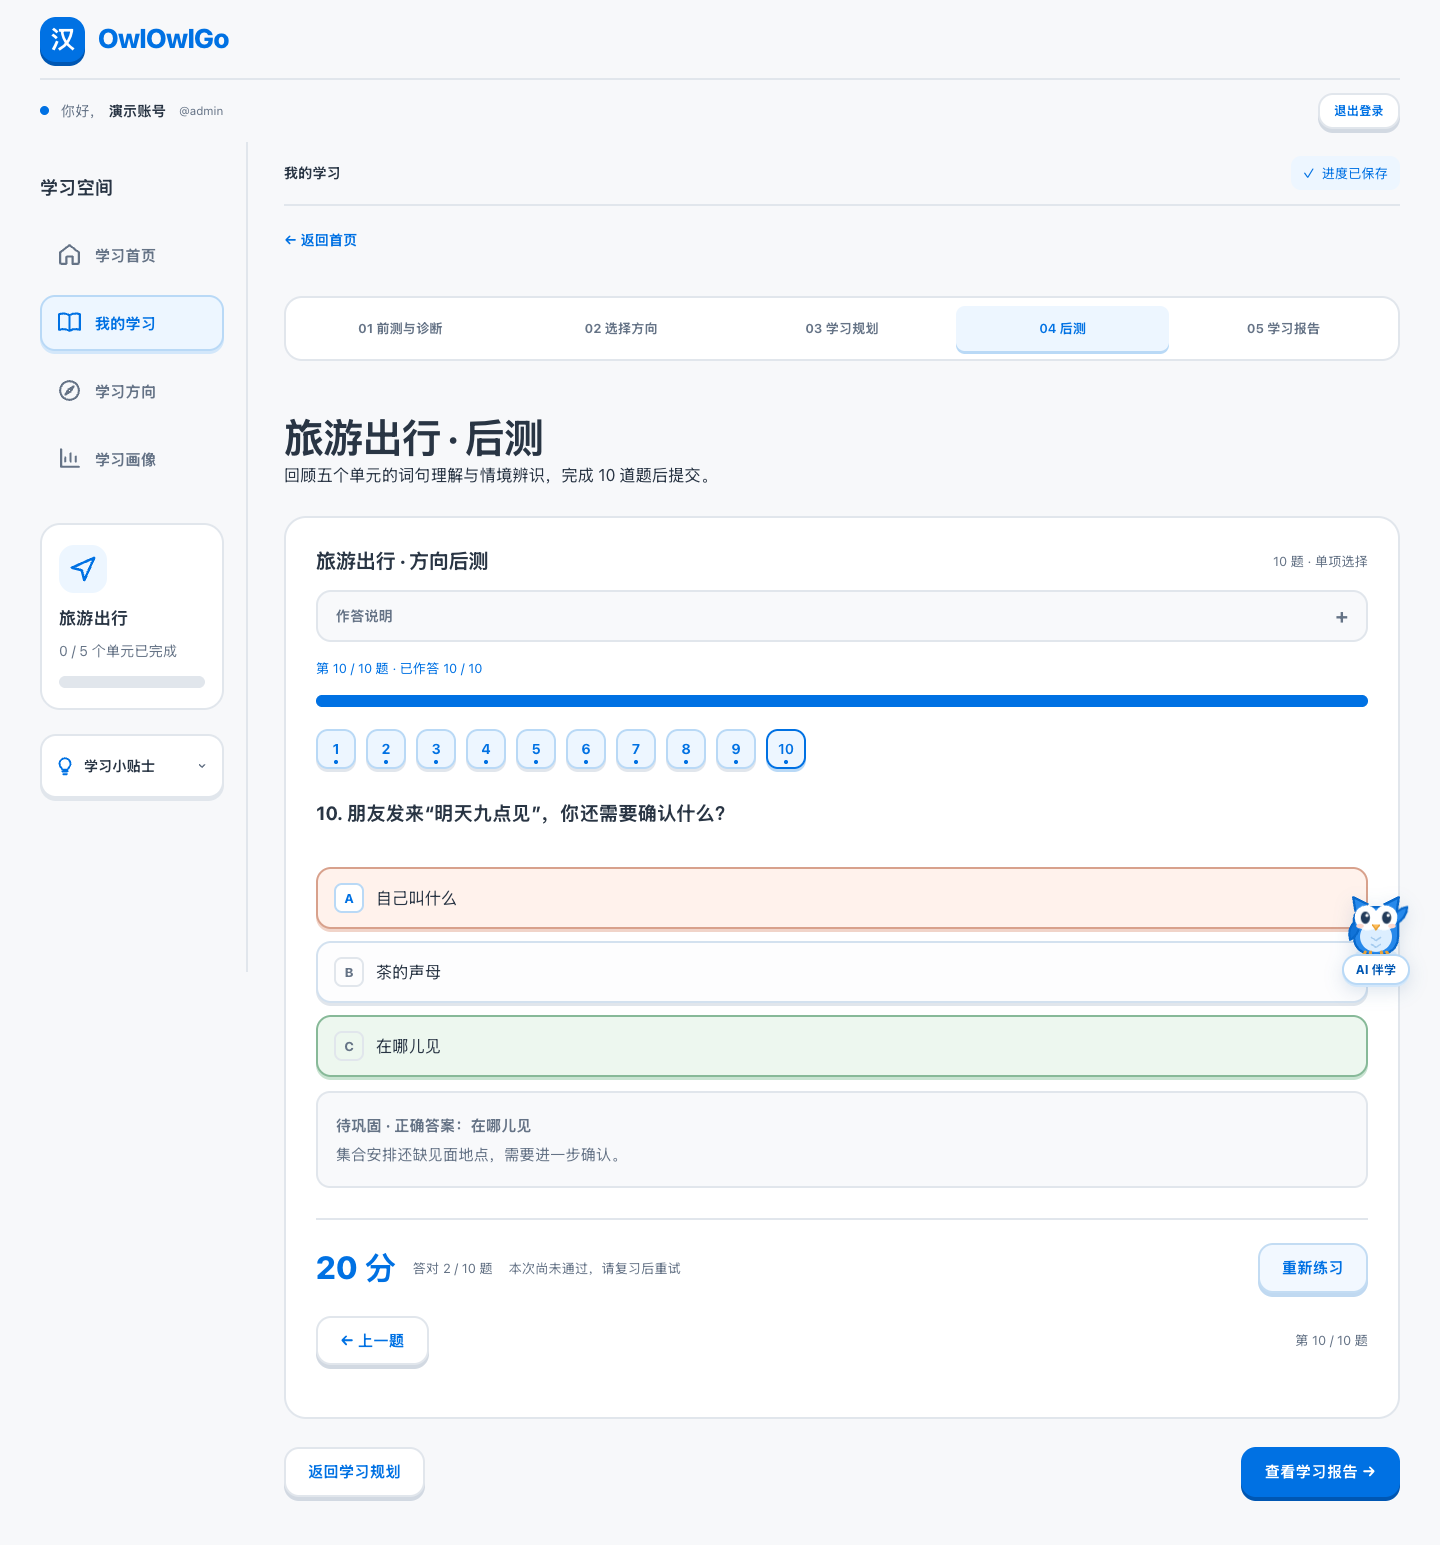 汉 OwlOwlGo
你好， 演示账号 @admin
退出登录
学习空间
学习首页
我的学习
学习方向
学习画像
旅游出行
0 / 5 个单元已完成
学习小贴士
我的学习
✓ 进度已保存
← 返回首页
01 前测与诊断
02 选择方向
03 学习规划
04 后测
05 学习报告
旅游出行 · 后测
回顾五个单元的词句理解与情境辨识，完成 10 道题后提交。
旅游出行 · 方向后测
10 题 · 单项选择
作答说明
+
第 10 / 10 题 · 已作答 10 / 10
1 2 3 4 5 6 7 8 9 10
10. 朋友发来“明天九点见”，你还需要确认什么？
A 自己叫什么
B 茶的声母
C 在哪儿见
AI 伴学
待巩固 · 正确答案：在哪儿见
集合安排还缺见面地点，需要进一步确认。
20 分 答对 2 / 10 题 本次尚未通过，请复习后重试
重新练习
← 上一题
第 10 / 10 题
返回学习规划
查看学习报告 →